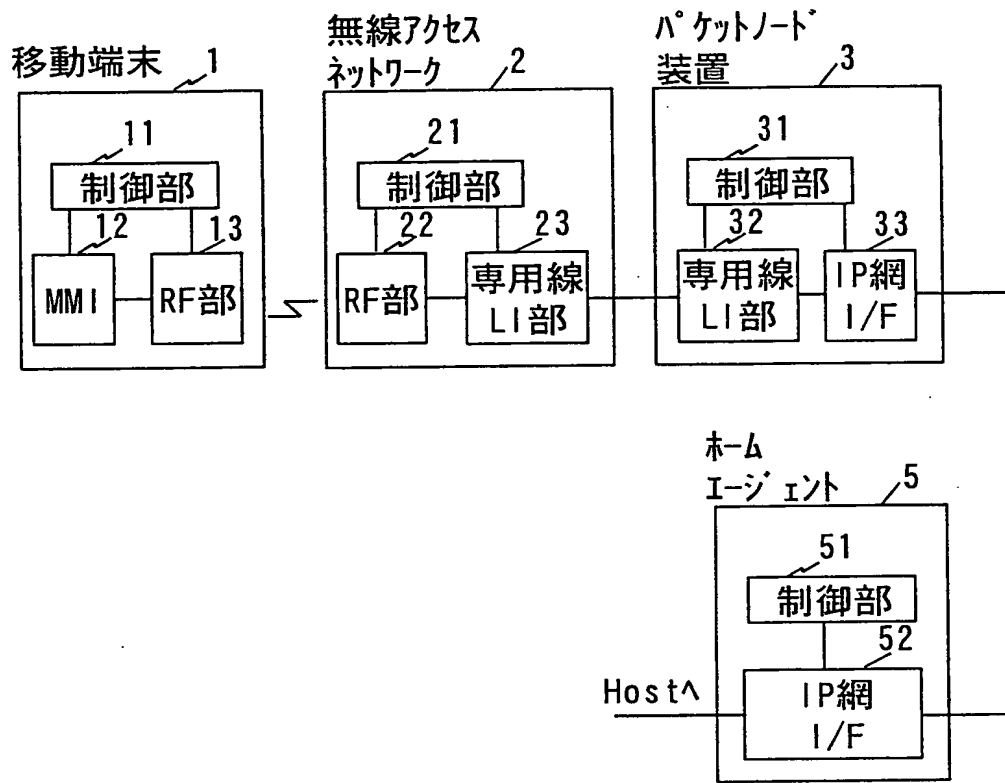 移動端末
1
11
制御部
12
13
MMI
RF部
無線アクセス
ネットワーク
2
21
制御部
22
23
RF部
専用線
LI部
パケットノード
装置
3
31
制御部
32
33
専用線
LI部
IP網
I/F
ホーム
エージェント
5
51
制御部
52
Hostへ
IP網
I/F